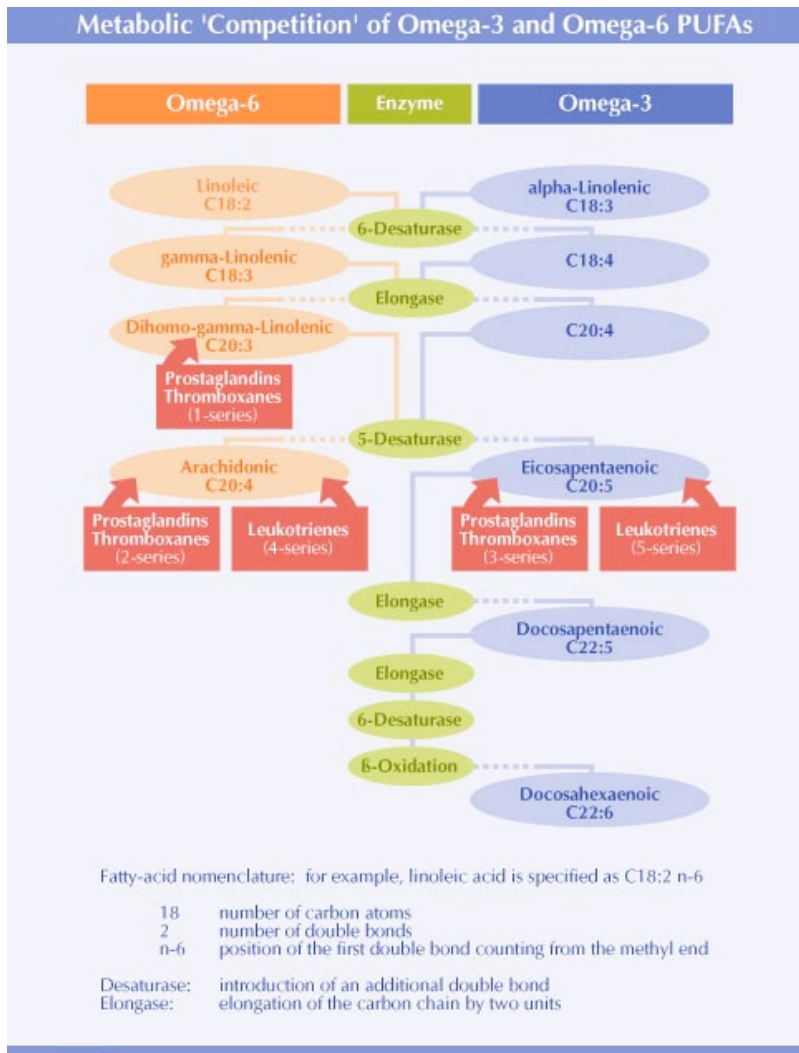 Metabolic 'Competition' of Omega-3 and Omega-6 PUFAs
Omega-6
Enzyme
Omega-3
Linoleic
C18:2
alpha-Linolenic
C18:3
6-Desaturase
gamma-Linolenic
C18:3
C18:4
Elongase
Dihomo-gamma-Linolenic
C20:3
C20:4
Prostaglandins
Thromboxanes
(1-series)
5-Desaturase
Arachidonic
C20:4
Eicosapentaenoic
C20:5
Prostaglandins
Thromboxanes
(2-series)
Leukotrienes
(4-series)
Prostaglandins
Thromboxanes
(3-series)
Leukotrienes
(5-series)
Elongase
Docosapentaenoic
C22:5
Elongase
6-Desaturase
ß-Oxidation
Docosahexaenoic
C22:6
Fatty-acid nomenclature: for example, linoleic acid is specified as C18:2 n-6
18 number of carbon atoms
2 number of double bonds
n-6 position of the first double bond counting from the methyl end
Desaturase: introduction of an additional double bond
Elongase: elongation of the carbon chain by two units